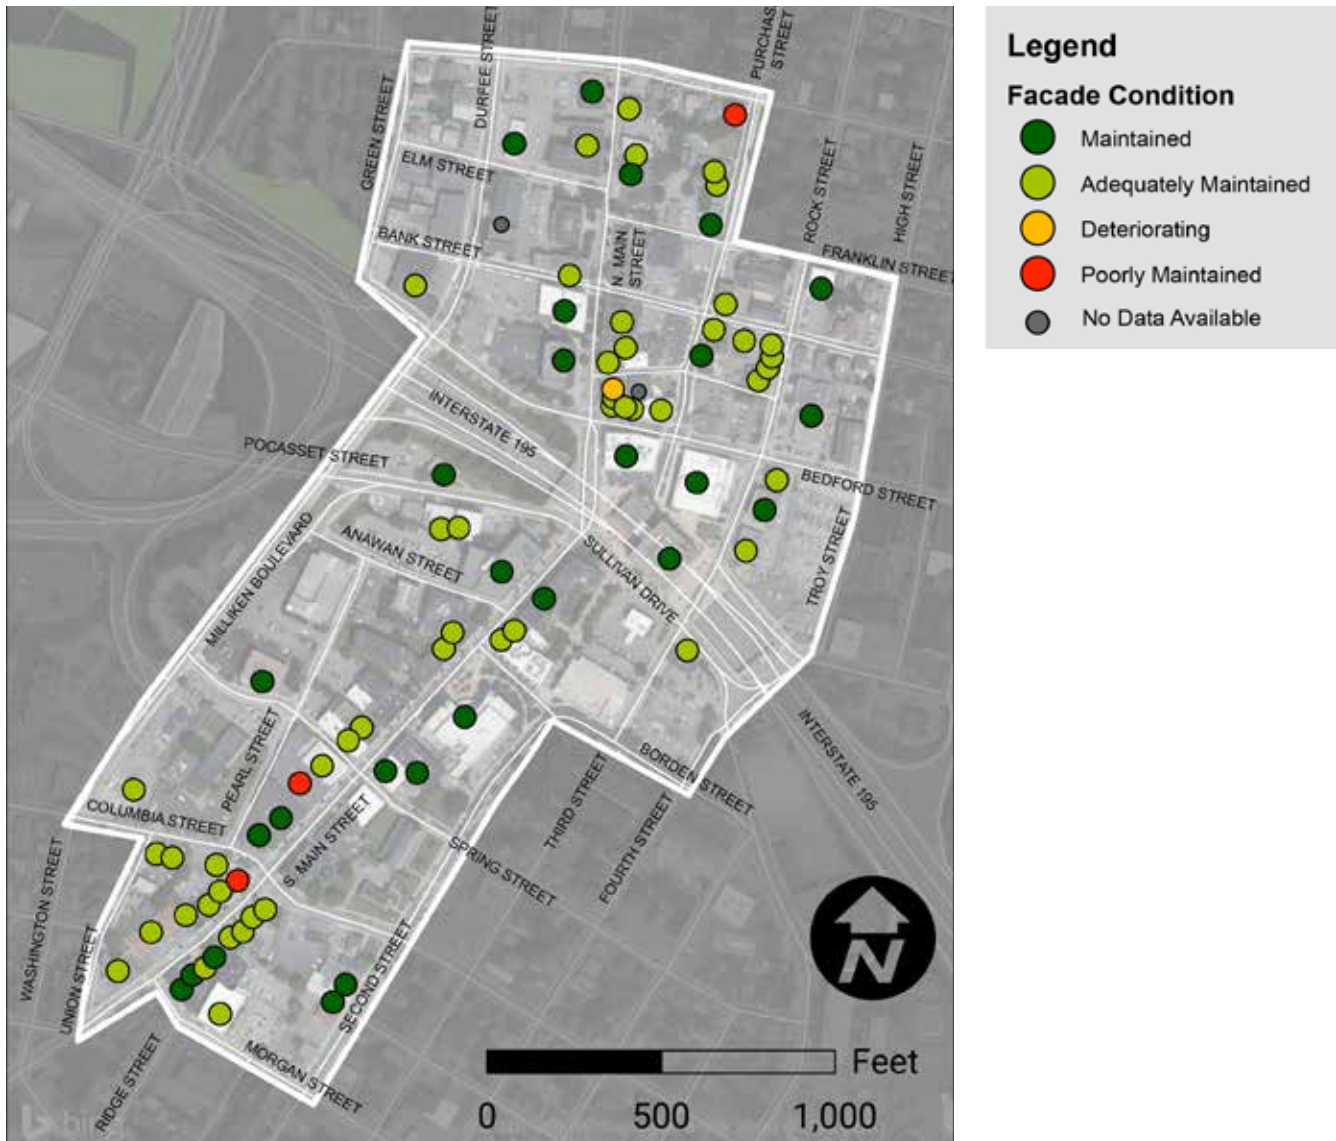 PURCHAS
STREET
DURFEE STREET
GREEN STREET
ELM STREET
ROCK STREET
HIGH STREET
BANK STREET
N. MAIN
STREET
FRANKLIN STREET
INTERSTATE 195
POCASSET STREET
BEDFORD STREET
ANAWAN STREET
MILLIKEN BOULEVARD
SULLIVAN DRIVE
TROY STREET
PEARL STREET
INTERSTATE 195
BORDEN STREET
COLUMBIA STREET
S. MAIN STREET
THIRD STREET
SPRING STREET
FOURTH STREET
WASHINGTON STREET
UNION STREET
SECOND STREET
MORGAN STREET
RIDGE STREET
N
Feet
0 500 1,000
bing
Legend
Facade Condition
Maintained
Adequately Maintained
Deteriorating
Poorly Maintained
No Data Available